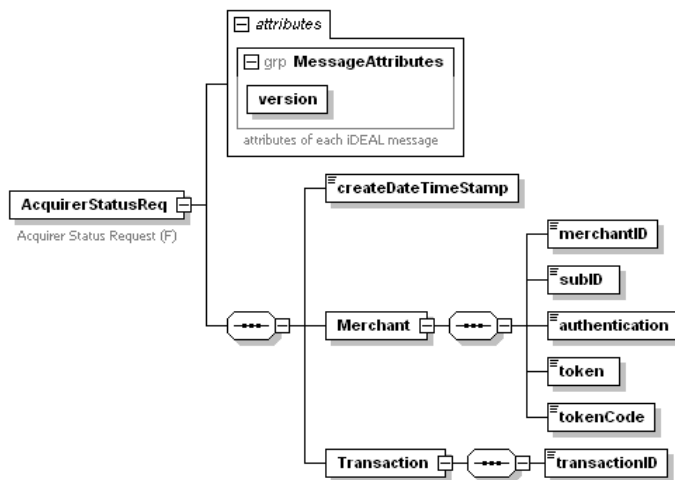 attributes
grp MessageAttributes
version
attributes of each iDEAL message
AcquirerStatusReq
Acquirer Status Request (F)
createDateTimeStamp
Merchant
merchantID
subID
authentication
token
tokenCode
Transaction
transactionID